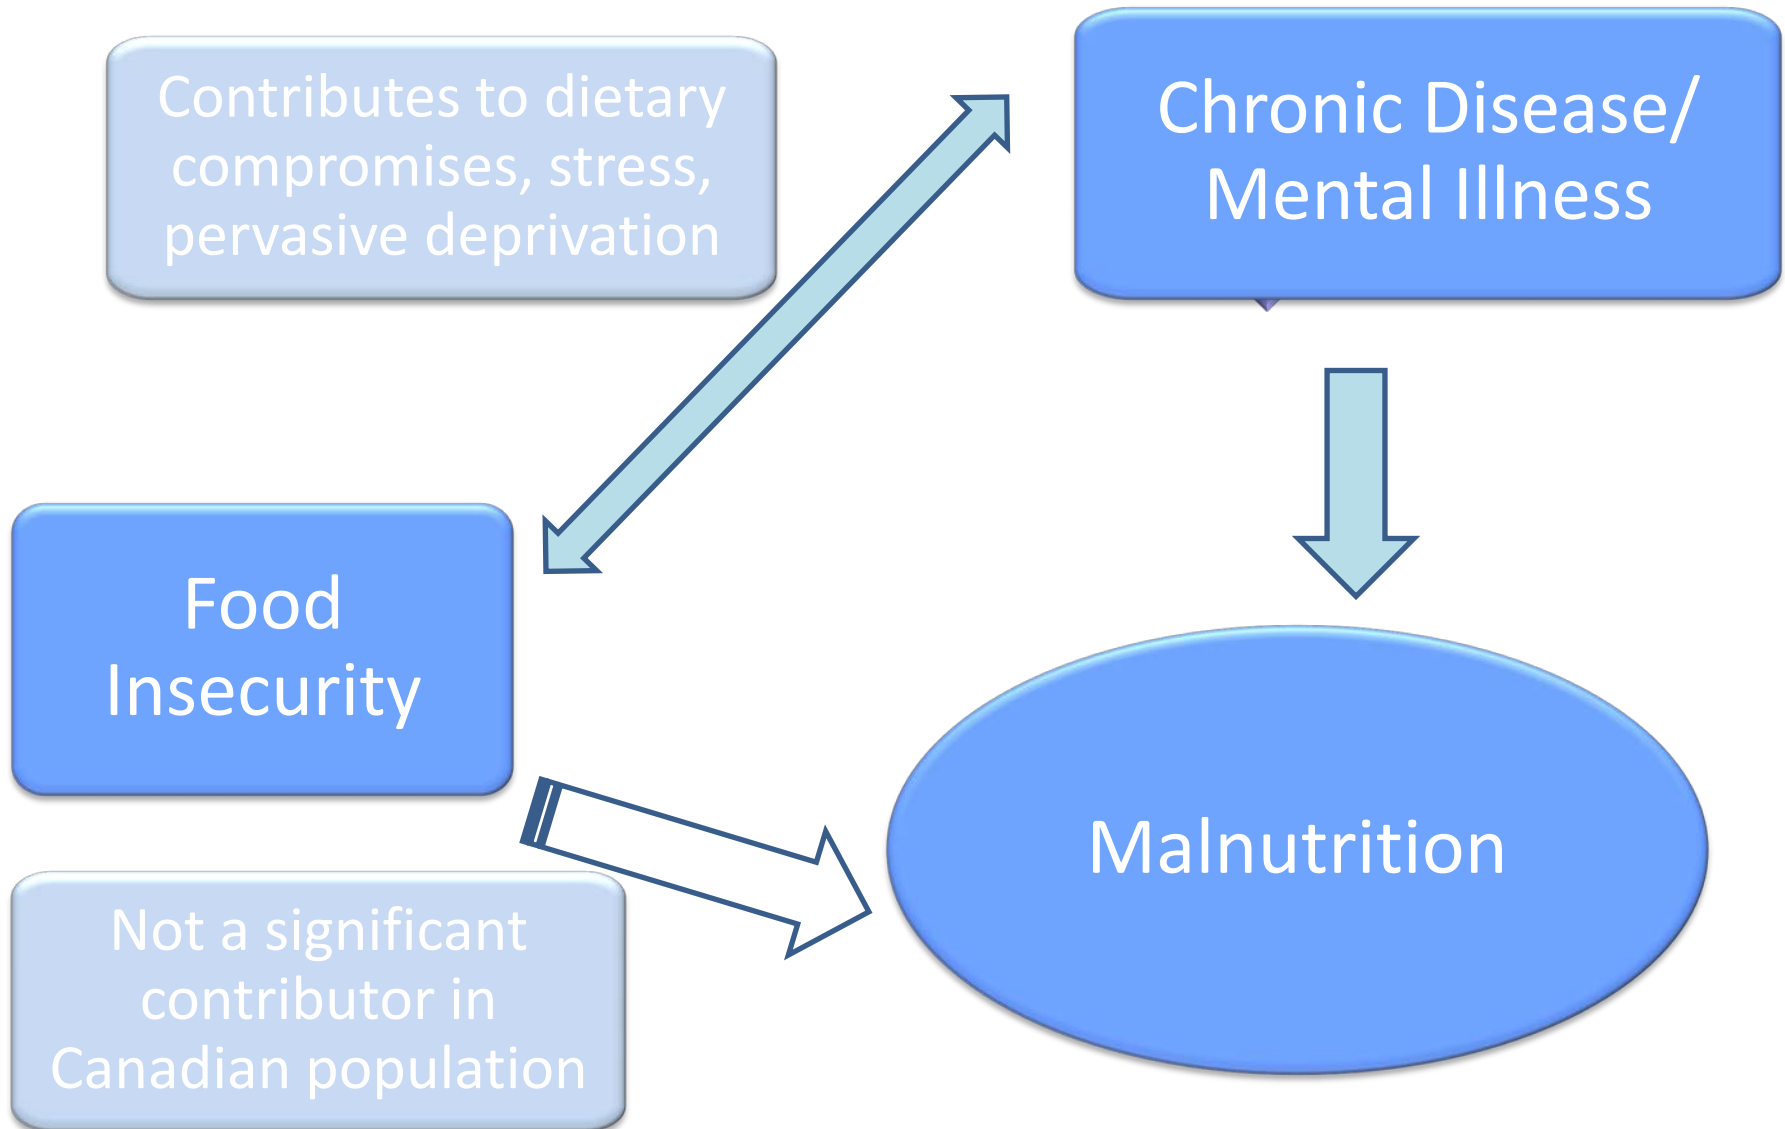 Contributes to dietary
compromises, stress,
pervasive deprivation
Chronic Disease/
Mental Illness
Food
Insecurity
Malnutrition
Not a significant
contributor in
Canadian population